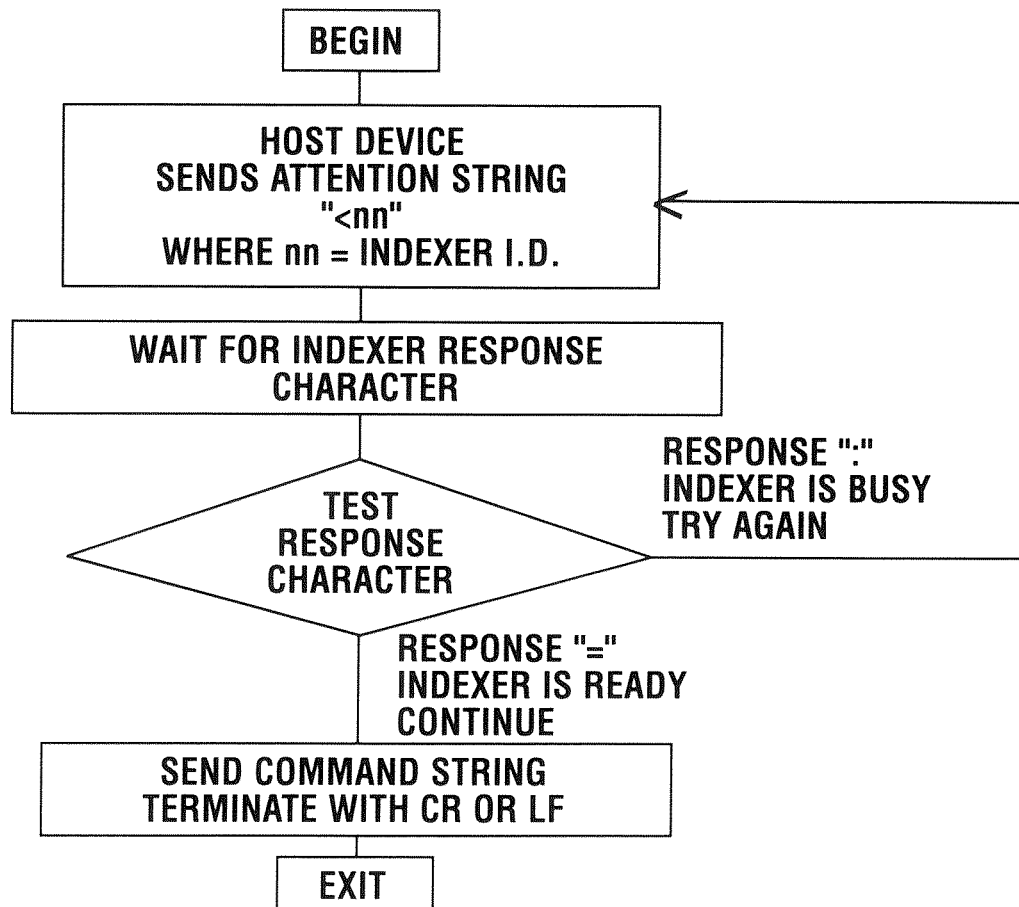 BEGIN
HOST DEVICE
SENDS ATTENTION STRING
"<nn"
WHERE nn = INDEXER I.D.
WAIT FOR INDEXER RESPONSE
CHARACTER
TEST
RESPONSE
CHARACTER
RESPONSE ":"
INDEXER IS BUSY
TRY AGAIN
RESPONSE "="
INDEXER IS READY
CONTINUE
SEND COMMAND STRING
TERMINATE WITH CR OR LF
EXIT